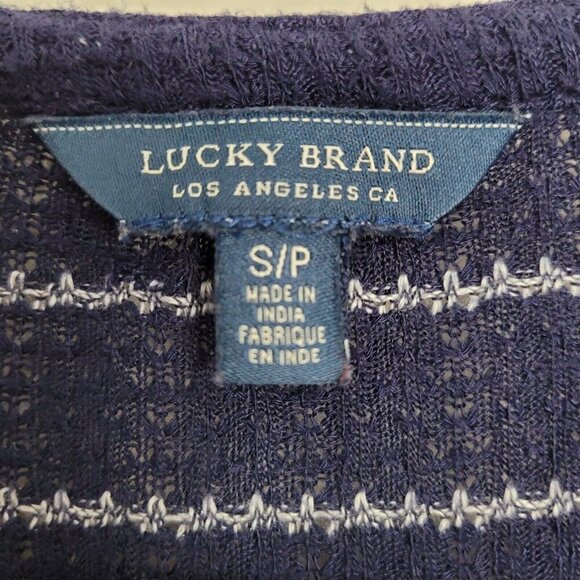 LUCKY BRAND
LOS ANGELES CA
S/P
MADE IN
INDIA
FABRIQUE
EN INDE